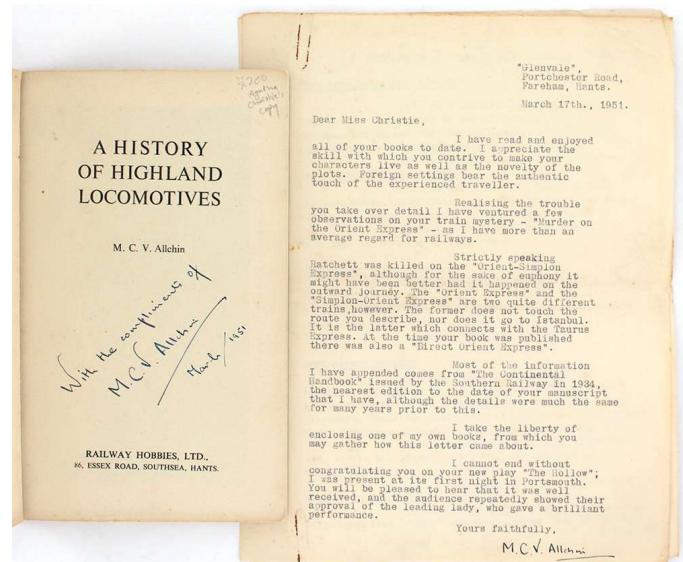 £200
Agatha
Christie's
copy
A HISTORY
OF HIGHLAND
LOCOMOTIVES
M. C. V. Allchin
With the compliments of
M.C.V. Allchin
March/1951
RAILWAY HOBBIES, LTD.,
86, ESSEX ROAD, SOUTHSEA, HANTS.
"Glenvale",
Portchester Road,
Fareham, Hants.
March 17th., 1951.
Dear Miss Christie,
I have read and enjoyed
all of your books to date. I appreciate the
skill with which you contrive to make your
characters live as well as the novelty of the
plots. Foreign settings bear the authentic
touch of the experienced traveller.
Realising the trouble
you take over detail I have ventured a few
observations on your train mystery - "Murder on
the Orient Express" - as I have more than an
average regard for railways.
Strictly speaking
Ratchett was killed on the "Orient-Simplon
Express", although for the sake of euphony it
might have been better had it happened on the
outward journey. The "Orient Express" and the
"Simplon-Orient Express" are two quite different
trains,however. The former does not touch the
route you describe, nor does it go to Istanbul.
It is the latter which connects with the Taurus
Express. At the time your book was published
there was also a "Direct Orient Express".
Most of the information
I have appended comes from "The Continental
Handbook" issued by the Southern Railway in 1934,
the nearest edition to the date of your manuscript
that I have, although the details were much the same
for many years prior to this.
I take the liberty of
enclosing one of my own books, from which you
may gather how this letter came about.
I cannot end without
congratulating you on your new play "The Hollow";
I was present at its first night in Portsmouth.
You will be pleased to hear that it was well
received, and the audience repeatedly showed their
approval of the leading lady, who gave a brilliant
performance.
Yours faithfully,
M.C.V. Allchin